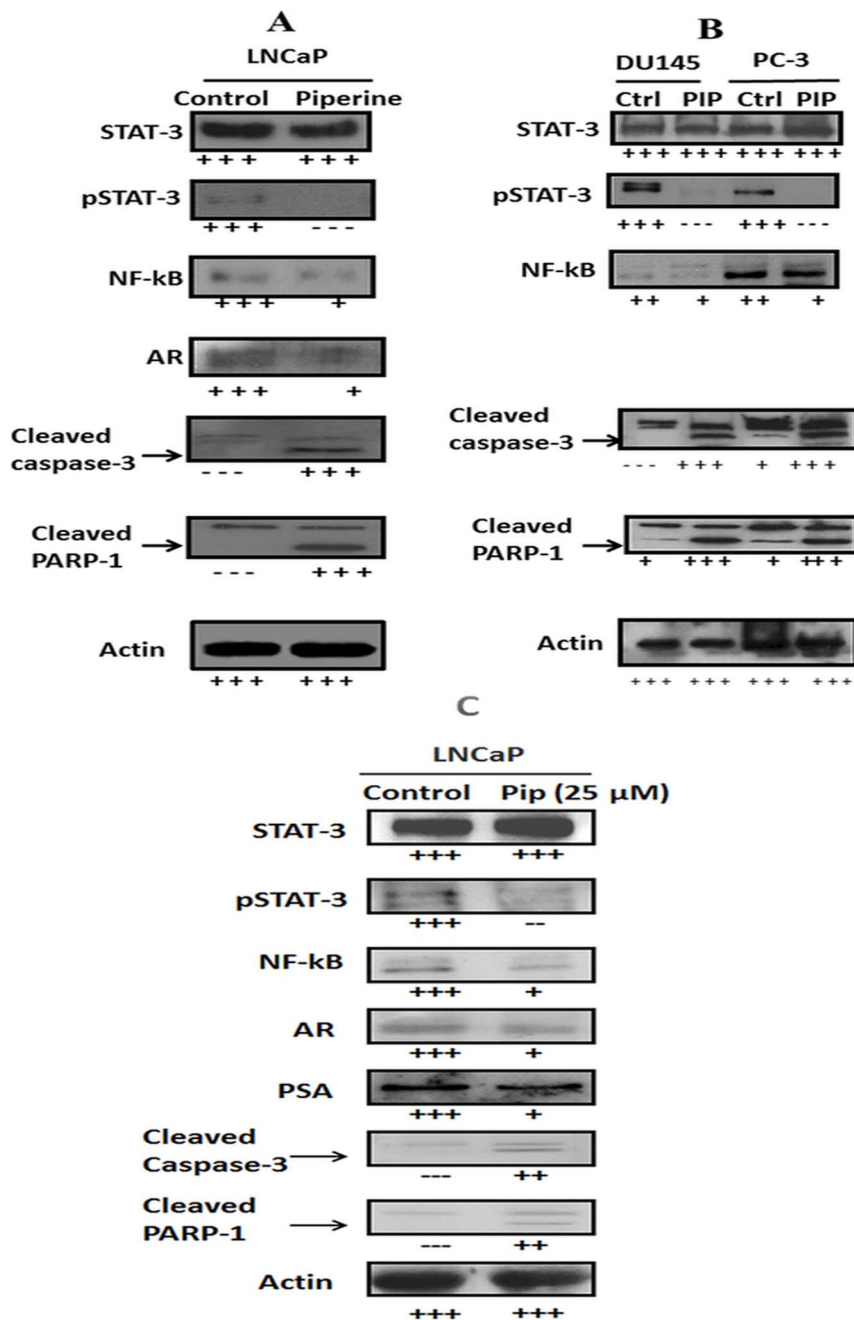 A
LNCaP
Control Piperine
STAT-3
+++ +++
pSTAT-3
+++ ---
NF-kB
+++ +
AR
+++ +
Cleaved
caspase-3
--- +++
Cleaved
PARP-1
--- +++
Actin
+++ +++
B
DU145 PC-3
Ctrl PIP Ctrl PIP
STAT-3
+++ +++ +++ +++
pSTAT-3
+++ --- +++ ---
NF-kB
++ + ++ +
Cleaved
caspase-3
--- +++ + +++
Cleaved
PARP-1
+ +++ + +++
Actin
+++ +++ +++ +++
C
LNCaP
Control Pip (25 μM)
STAT-3
+++ +++
pSTAT-3
+++ --
NF-kB
+++ +
AR
+++ +
PSA
+++ +
Cleaved
Caspase-3
--- ++
Cleaved
PARP-1
--- ++
Actin
+++ +++